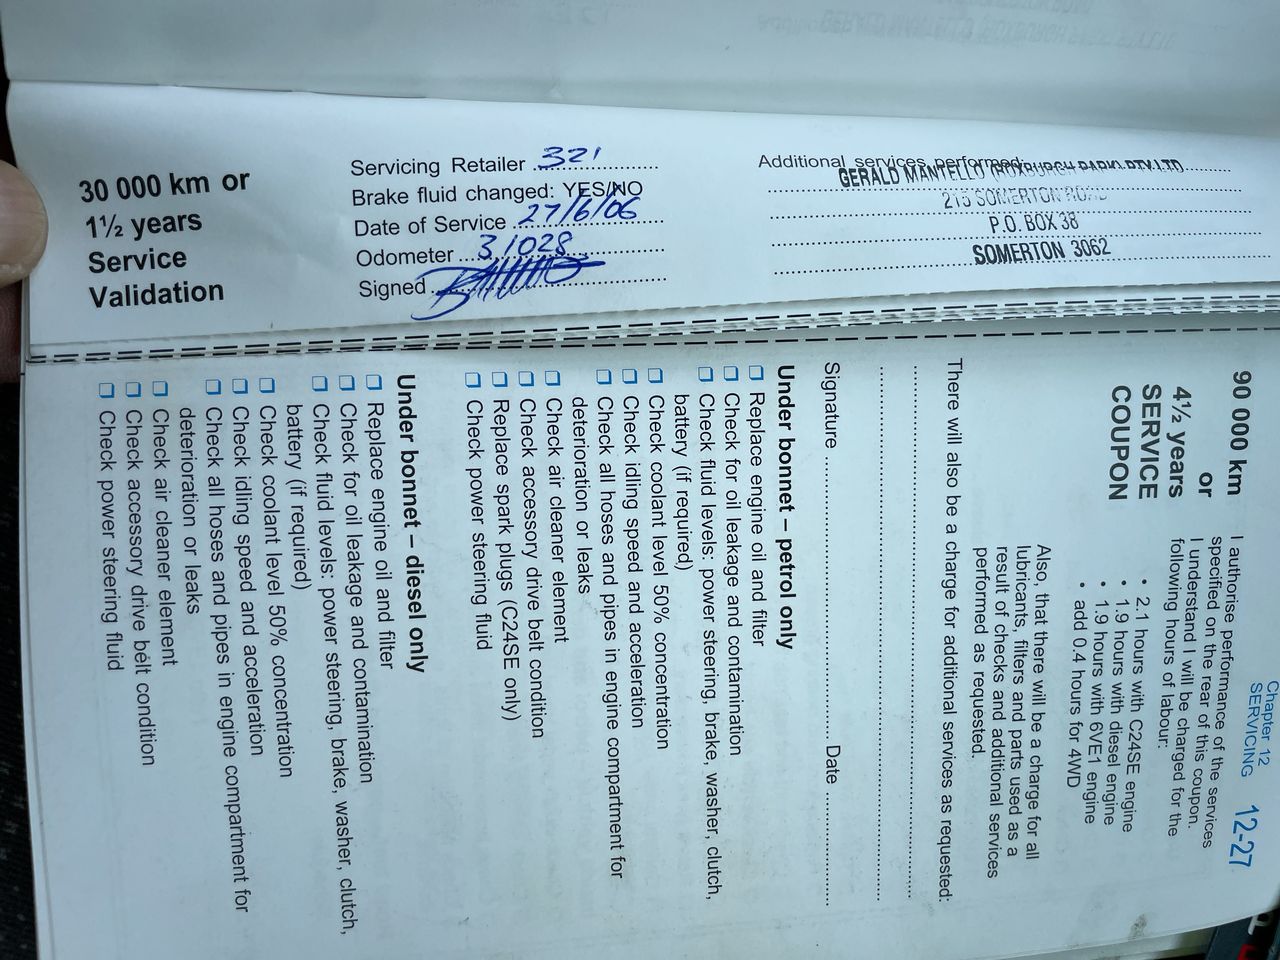 30 000 km or
1½ years
Service
Validation
Servicing Retailer 321
Brake fluid changed: YES/NO
Date of Service 27/6/06
Odometer 31028
Signed
Additional services performed:
GERALD MANTELLO (ROXBURGH PARK) PTY LTD
215 SOMERTON ROAD
P.O. BOX 38
SOMERTON 3062
Chapter 12
SERVICING 12-27
90 000 km
or
4½ years
SERVICE
COUPON
I authorise performance of the services
specified on the rear of this coupon.
I understand I will be charged for the
following hours of labour:
• 2.1 hours with C24SE engine
• 1.9 hours with diesel engine
• 1.9 hours with 6VE1 engine
• add 0.4 hours for 4WD
Also, that there will be a charge for all
lubricants, filters and parts used as a
result of checks and additional services
performed as requested.
There will also be a charge for additional services as requested:
Signature Date
Under bonnet – petrol only
❏ Replace engine oil and filter
❏ Check for oil leakage and contamination
❏ Check fluid levels: power steering, brake, washer, clutch,
battery (if required)
❏ Check coolant level 50% concentration
❏ Check idling speed and acceleration
❏ Check all hoses and pipes in engine compartment for
deterioration or leaks
❏ Check air cleaner element
❏ Check accessory drive belt condition
❏ Replace spark plugs (C24SE only)
❏ Check power steering fluid
Under bonnet – diesel only
❏ Replace engine oil and filter
❏ Check for oil leakage and contamination
❏ Check fluid levels: power steering, brake, washer, clutch,
battery (if required)
❏ Check coolant level 50% concentration
❏ Check idling speed and acceleration
❏ Check all hoses and pipes in engine compartment for
deterioration or leaks
❏ Check air cleaner element
❏ Check accessory drive belt condition
❏ Check power steering fluid